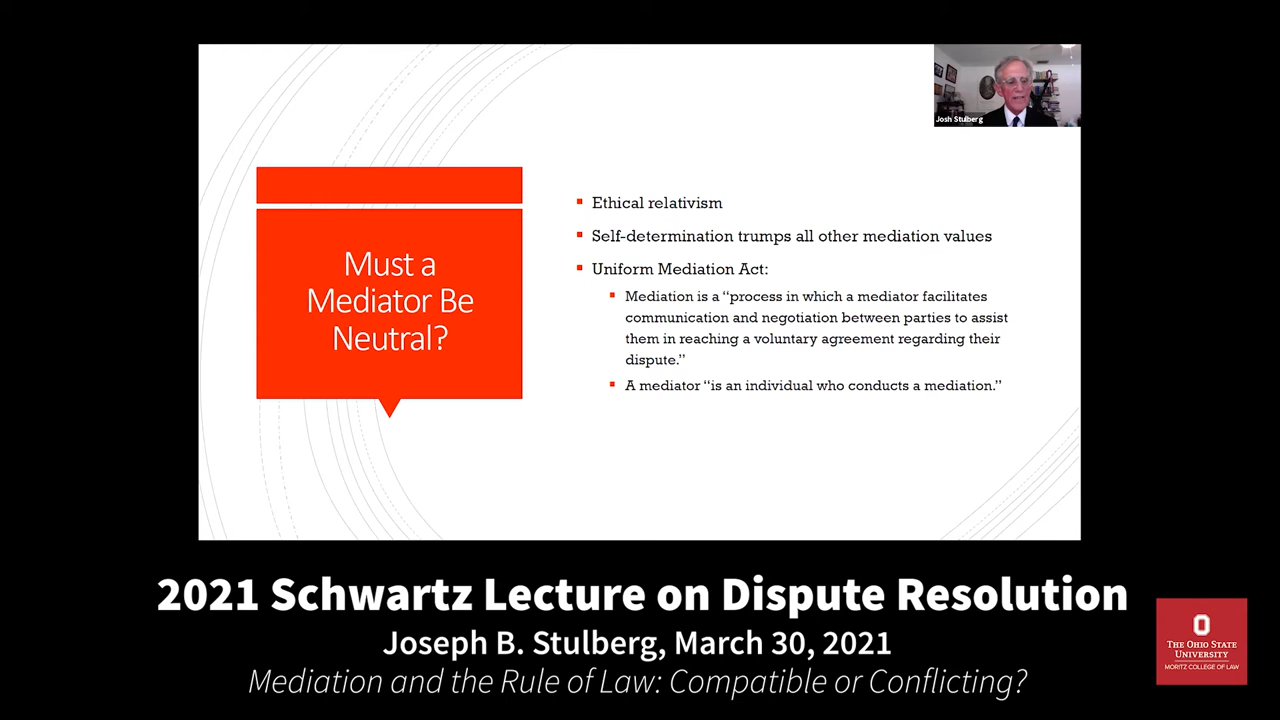 Josh Stulberg
Must a
Mediator Be
Neutral?
Ethical relativism
Self-determination trumps all other mediation values
Uniform Mediation Act:
Mediation is a “process in which a mediator facilitates
communication and negotiation between parties to assist
them in reaching a voluntary agreement regarding their
dispute.”
A mediator “is an individual who conducts a mediation.”
2021 Schwartz Lecture on Dispute Resolution
Joseph B. Stulberg, March 30, 2021
Mediation and the Rule of Law: Compatible or Conflicting?
THE OHIO STATE
UNIVERSITY
MORITZ COLLEGE OF LAW